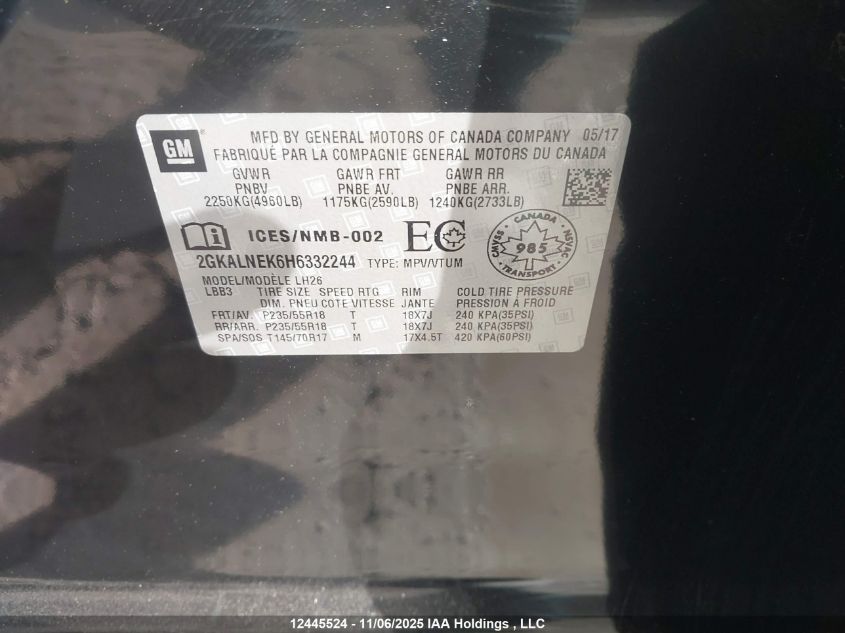 GM
MFD BY GENERAL MOTORS OF CANADA COMPANY 05/17
FABRIQUÉ PAR LA COMPAGNIE GENERAL MOTORS DU CANADA
GVWR GAWR FRT GAWR RR
PNBV PNBE AV. PNBE ARR.
2250KG(4960LB) 1175KG(2590LB) 1240KG(2733LB)
ICES/NMB-002 EC
CANADA
CMVSS 985 NSVAC
TRANSPORT
2GKALNEK6H6332244 TYPE: MPV/VTUM
MODEL/MODÈLE LH26
LBB3 TIRE SIZE SPEED RTG RIM COLD TIRE PRESSURE
DIM. PNEU COTE VITESSE JANTE PRESSION A FROID
FRT/AV. P235/55R18 T 18X7J 240 KPA(35PSI)
RR/ARR. P235/55R18 T 18X7J 240 KPA(35PSI)
SPA/SOS T145/70R17 M 17X4.5T 420 KPA(60PSI)
12445524 - 11/06/2025 IAA Holdings , LLC